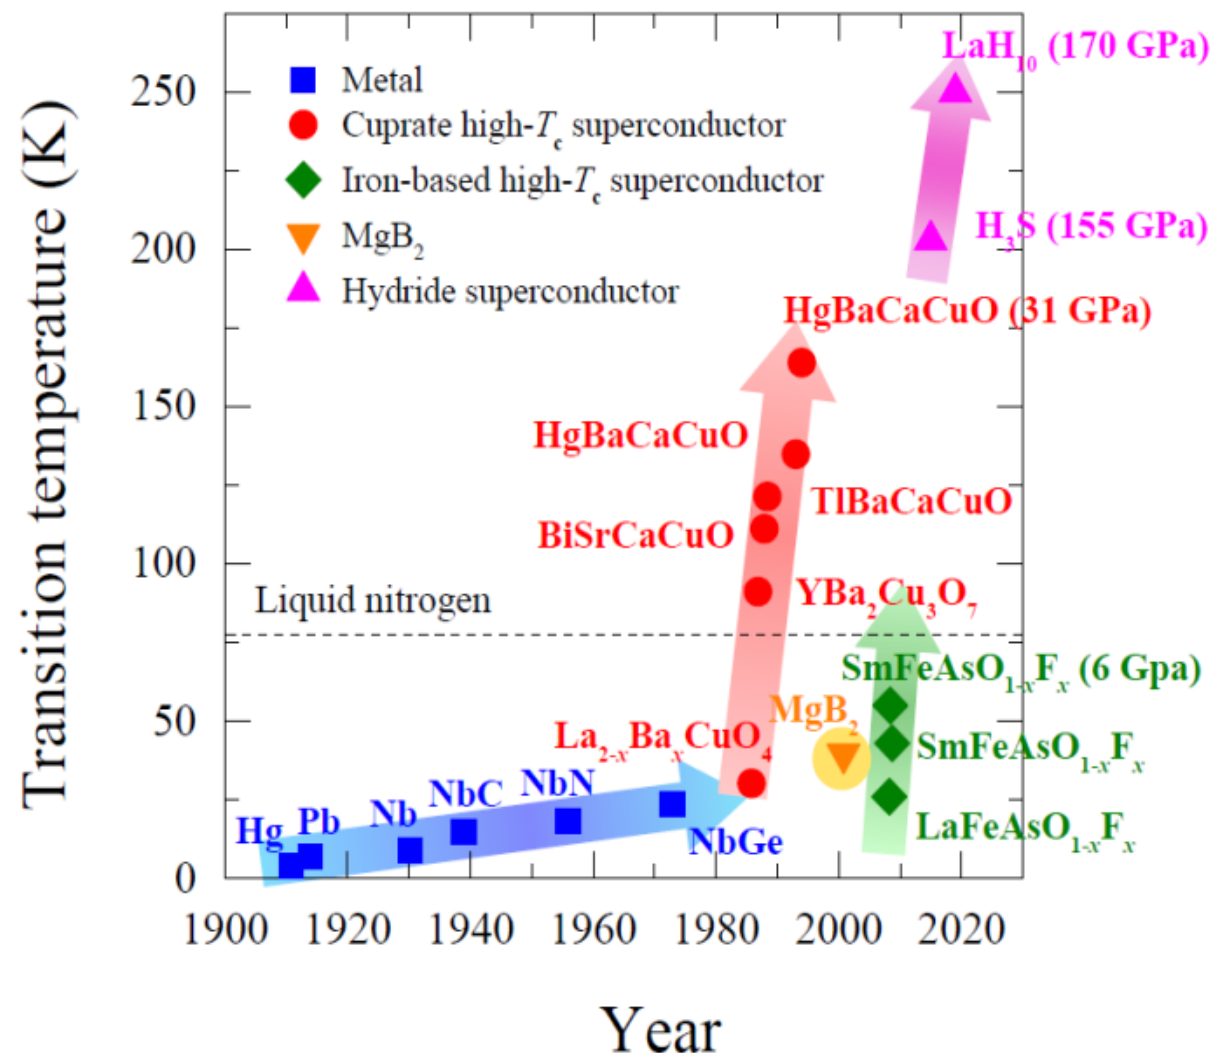 LaH10 (170 GPa)
250
Metal
Cuprate high-Tc superconductor
Iron-based high-Tc superconductor
MgB2
H3S (155 GPa)
200
Hydride superconductor
HgBaCaCuO (31 GPa)
150
HgBaCaCuO
TlBaCaCuO
BiSrCaCuO
100
Liquid nitrogen
YBa2Cu3O7
SmFeAsO1-xFx (6 Gpa)
50
MgB2
La2-xBaxCuO4
SmFeAsO1-xFx
NbN
NbC
Nb
Pb
Hg
NbGe
LaFeAsO1-xFx
0
1900 1920 1940 1960 1980 2000 2020
Year
Transition temperature (K)